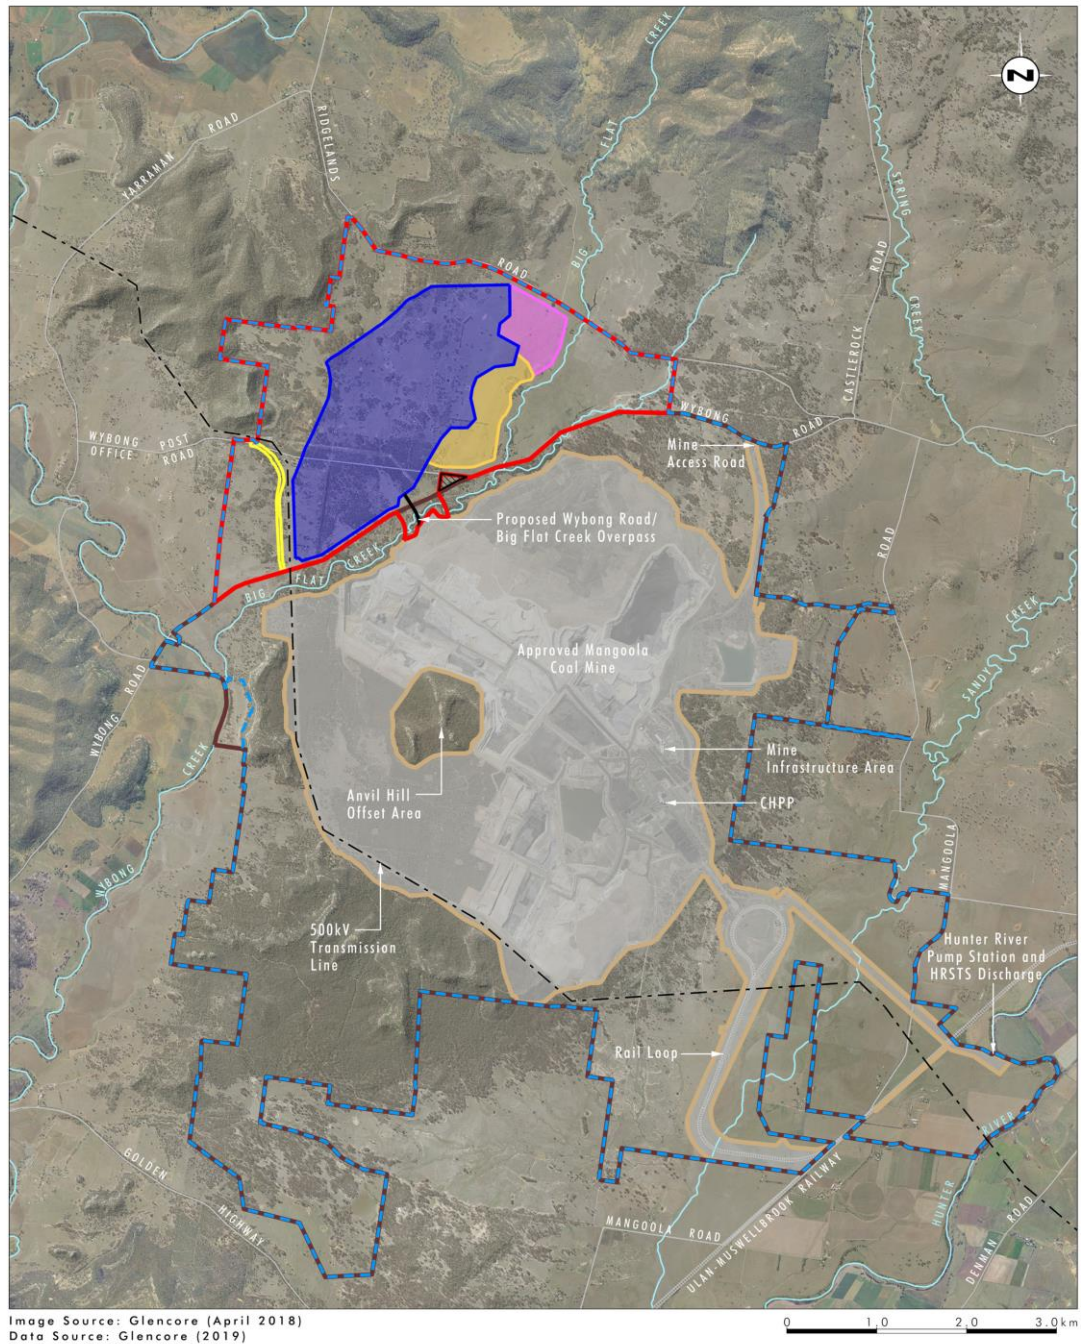 CREEK
FLAT
BIG
YARRAMAN
ROAD
RIDGELANDS
ROAD
N
SPRING
CREEK
CASTLEROCK
ROAD
WYBONG
ROAD
WYBONG POST
OFFICE ROAD
Mine
Access Road
Proposed Wybong Road/
Big Flat Creek Overpass
BIG
FLAT
CREEK
ROAD
SANDY
CREEK
Approved Mangoola
Coal Mine
WYBONG
ROAD
Mine
Infrastructure Area
CHPP
Anvil Hill
Offset Area
WYBONG
CREEK
MANGOOLA
500kV
Transmission
Line
Hunter River
Pump Station and
HRSTS Discharge
Rail Loop
GOLDEN
HIGHWAY
MANGOOLA ROAD
ULAN-MUSWELLBROOK RAILWAY
HUNTER
RIVER
DENMAN
ROAD
Image Source: Glencore (April 2018)
Data Source: Glencore (2019)
0 1,0 2,0 3,0km